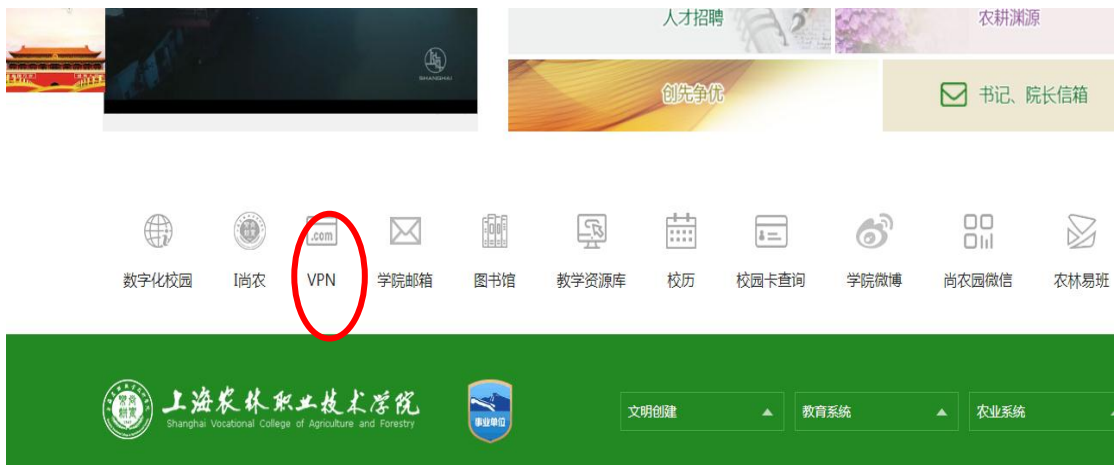 人才招聘
农耕渊源
SHANGHAI
创先争优
书记、院长信箱
.com
数字化校园
I尚农
VPN
学院邮箱
图书馆
教学资源库
校历
校园卡查询
学院微博
尚农园微信
农林易班
上海农林职业技术学院
Shanghai Vocational College of Agriculture and Forestry
事业单位
文明创建
教育系统
农业系统